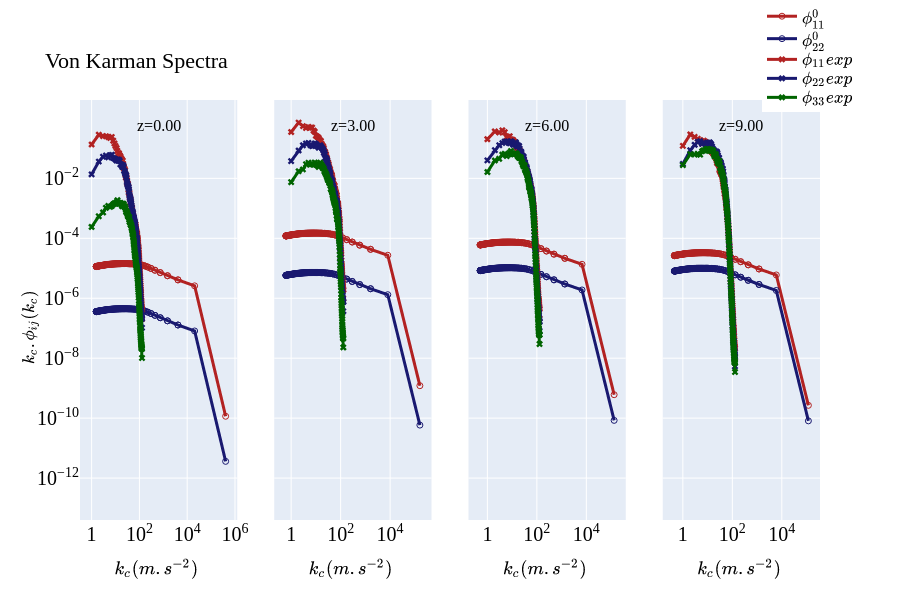 ϕ⁰₁₁
ϕ⁰₂₂
ϕ₁₁exp
ϕ₂₂exp
ϕ₃₃exp
Von Karman Spectra
z=0.00 z=3.00 z=6.00 z=9.00
10⁻²
10⁻⁴
10⁻⁶
10⁻⁸
10⁻¹⁰
10⁻¹²
k_c. ϕ_ij(k_c)
1 10² 10⁴ 10⁶ 1 10² 10⁴ 1 10² 10⁴ 1 10² 10⁴
k_c(m. s⁻²) k_c(m. s⁻²) k_c(m. s⁻²) k_c(m. s⁻²)